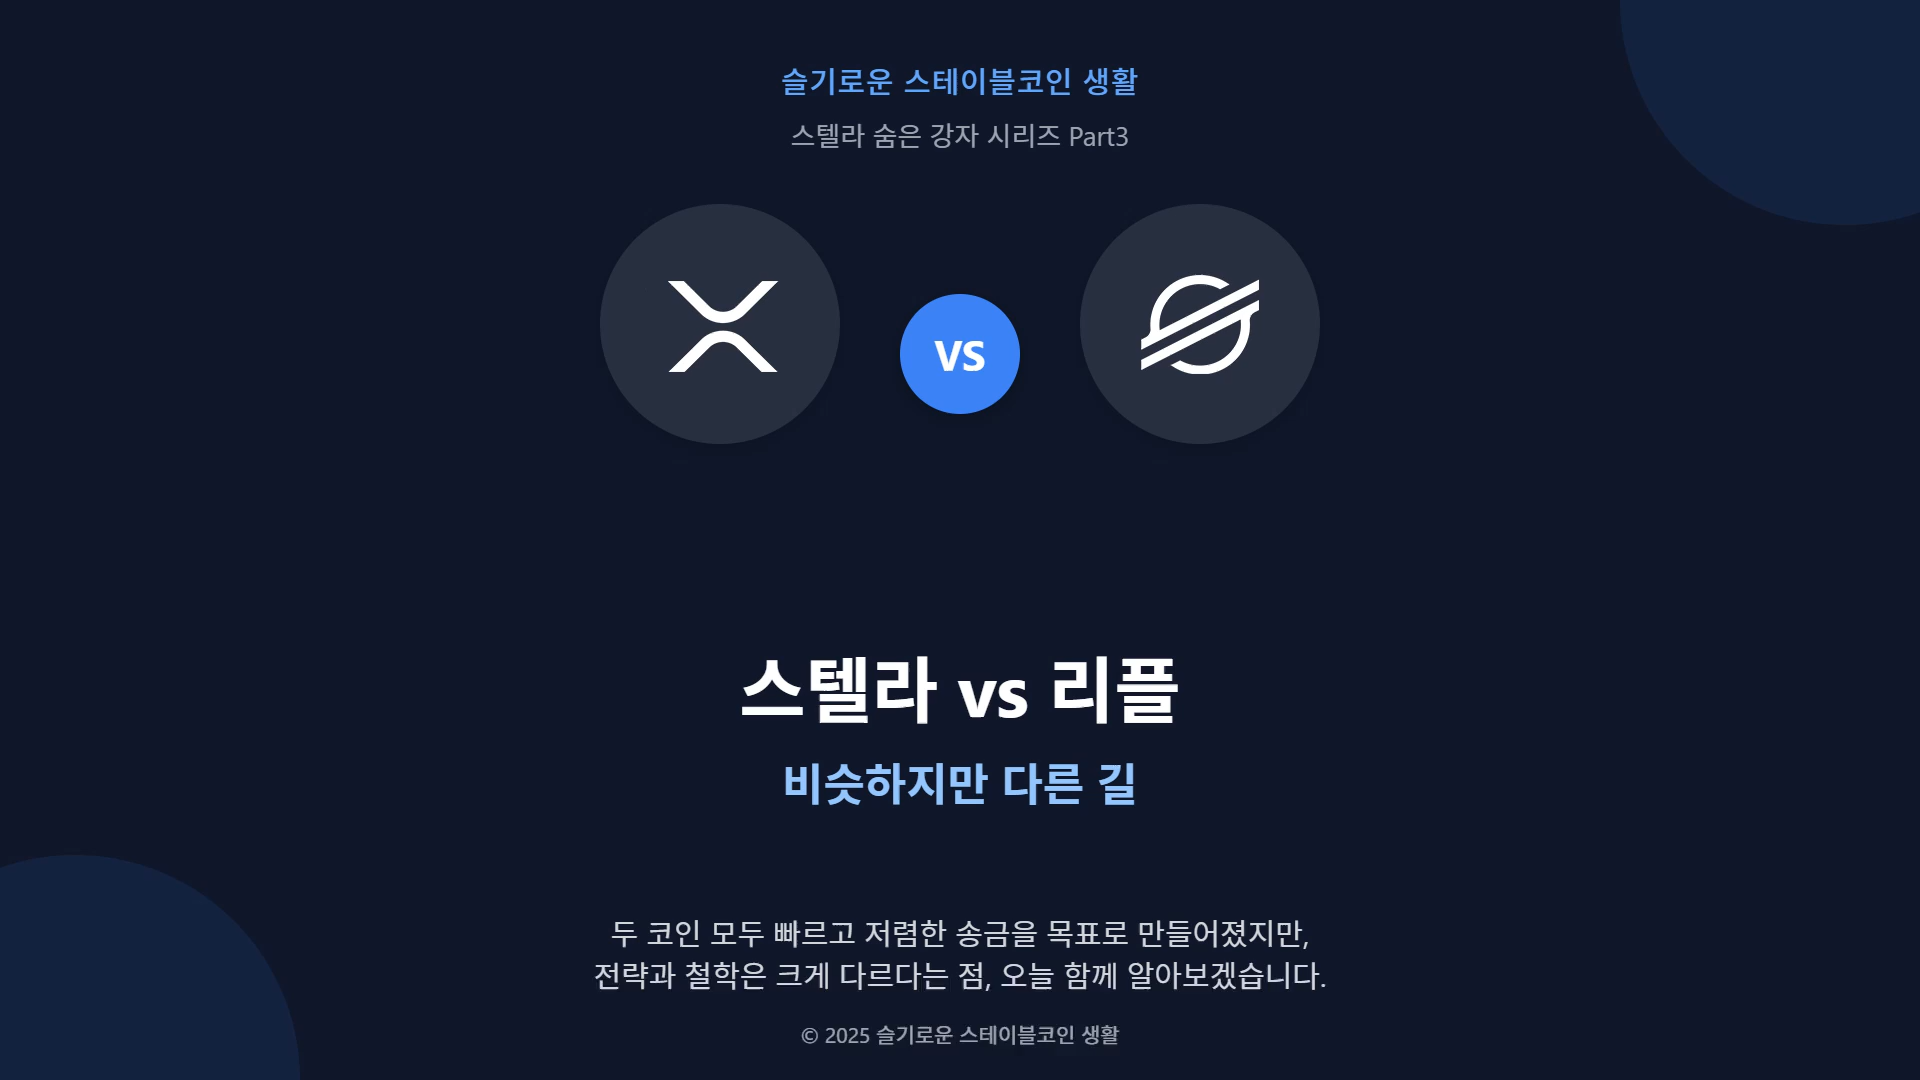 슬기로운 스테이블코인 생활
스텔라 숨은 강자 시리즈 Part3
VS
스텔라 vs 리플
비슷하지만 다른 길
두 코인 모두 빠르고 저렴한 송금을 목표로 만들어졌지만,
전략과 철학은 크게 다르다는 점, 오늘 함께 알아보겠습니다.
© 2025 슬기로운 스테이블코인 생활